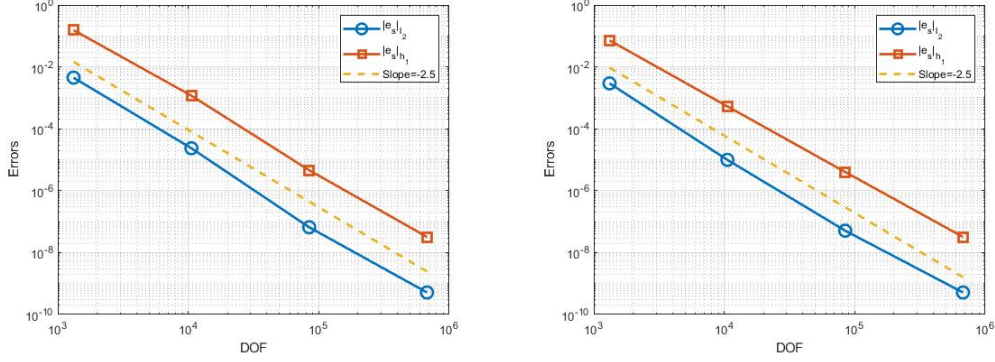 10^0
10^-2
10^-4
10^-6
10^-8
10^-10
Errors
10^3 10^4 10^5 10^6
DOF
|e_s|_{l_2}
|e_s|_{h_1}
Slope=-2.5
10^0
10^-2
10^-4
10^-6
10^-8
10^-10
Errors
10^3 10^4 10^5 10^6
DOF
|e_s|_{l_2}
|e_s|_{h_1}
Slope=-2.5